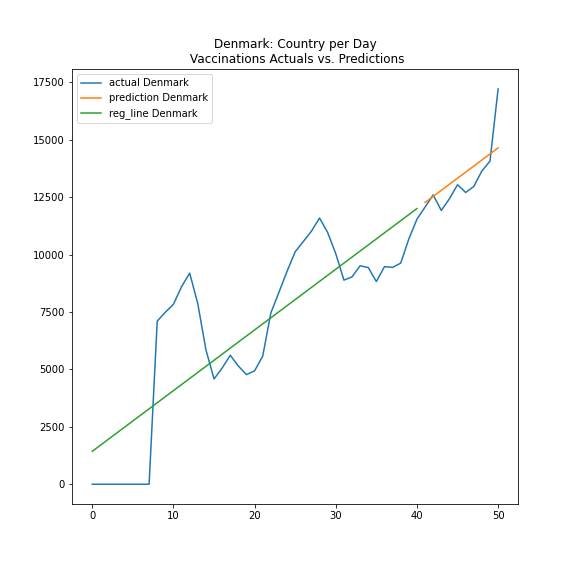 Denmark: Country per Day
Vaccinations Actuals vs. Predictions
actual Denmark
prediction Denmark
reg_line Denmark
17500
15000
12500
10000
7500
5000
2500
0
0 10 20 30 40 50